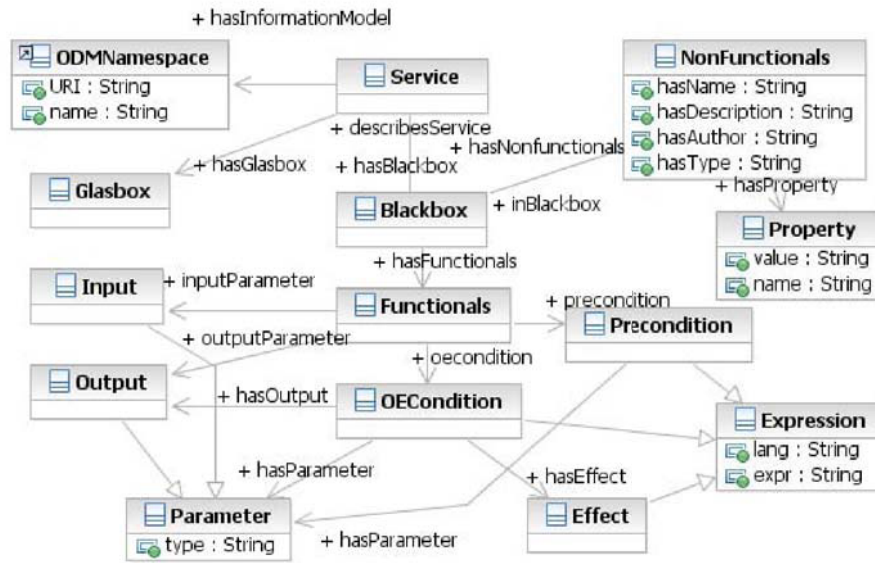 + hasInformationModel
ODMNamespace
URI : String
name : String
Service
NonFunctionals
hasName : String
hasDescription : String
hasAuthor : String
hasType : String
+ describesService
+ hasNonfunctionals
+ hasGlasbox
+ hasBlackbox
+ hasProperty
Glasbox
Blackbox
+ inBlackbox
Property
value : String
name : String
+ hasFunctionals
Input
+ inputParameter
Functionals
+ precondition
Precondition
+ outputParameter
+ oecondition
Output
+ hasOutput
OECondition
Expression
lang : String
expr : String
+ hasParameter
+ hasEffect
Parameter
type : String
+ hasParameter
Effect